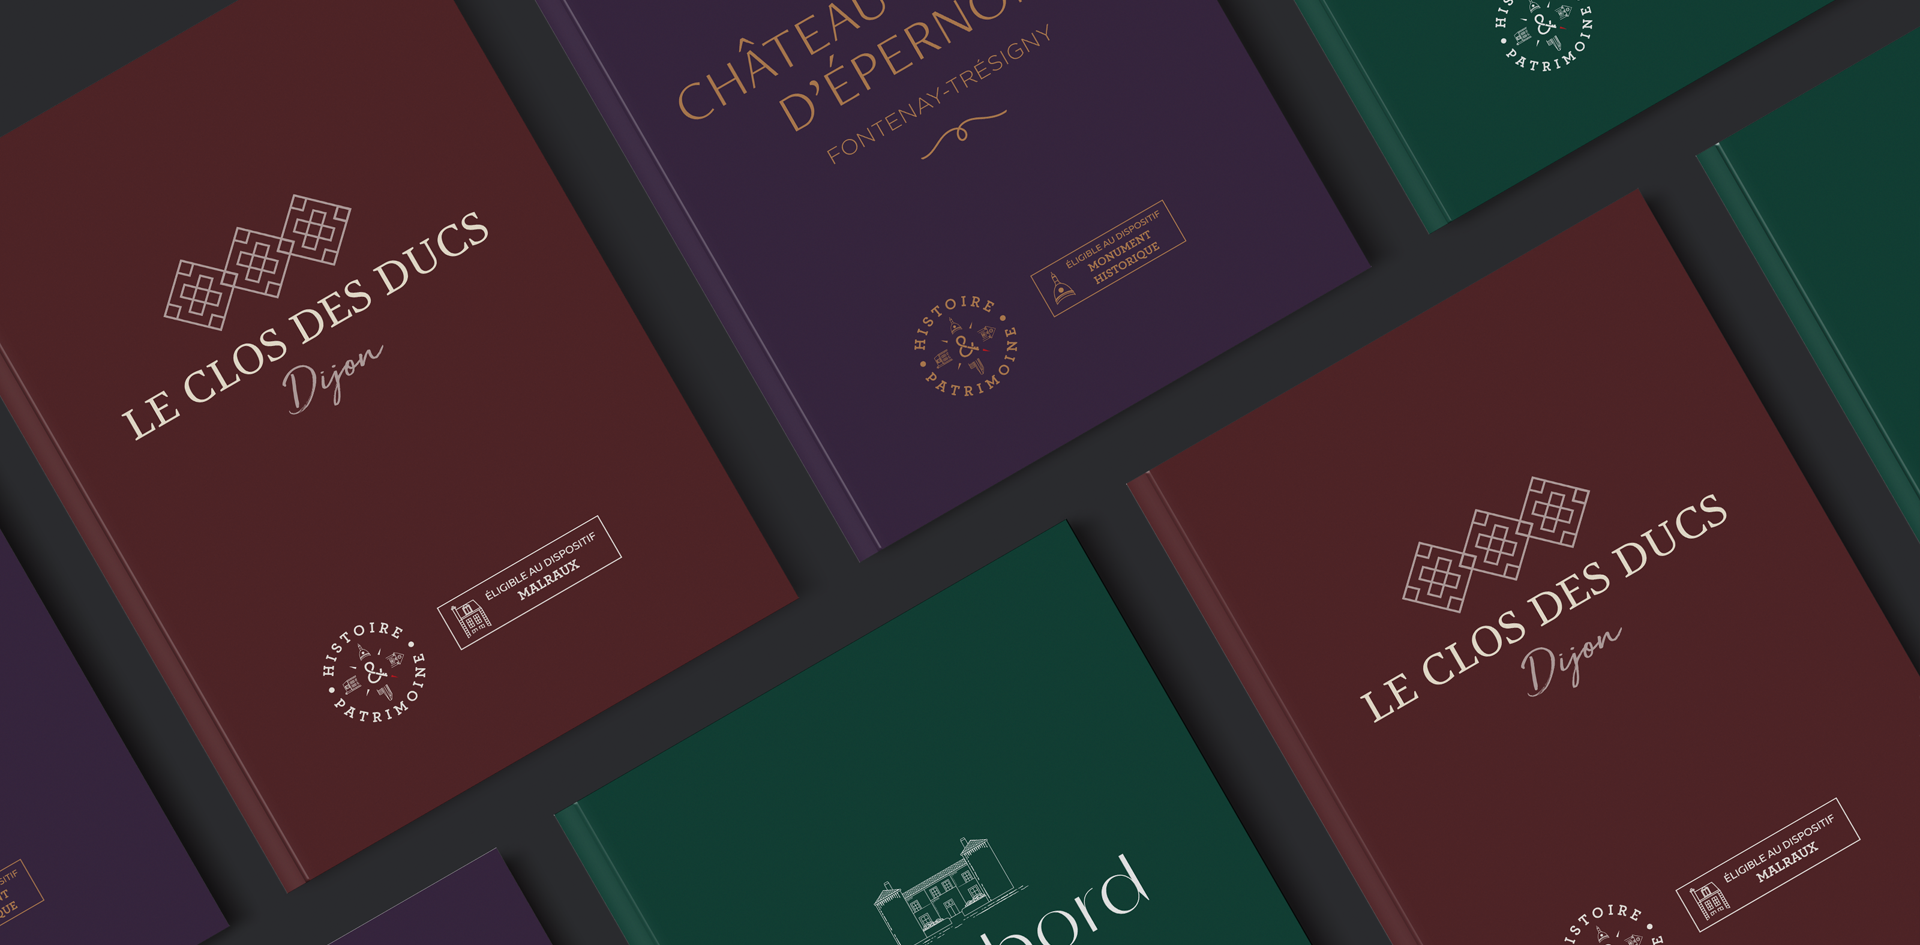 LE CLOS DES DUCS
Dijon
ÉLIGIBLE AU DISPOSITIF
MALRAUX
HISTOIRE
&
PATRIMOINE
CHÂTEAU
FONTENAY-TRÉSIGNY
ÉLIGIBLE AU DISPOSITIF
MONUMENT
HISTORIQUE
HISTOIRE
&
PATRIMOINE
&
PATRIMOINE
LE CLOS DES DUCS
Dijon
ÉLIGIBLE AU DISPOSITIF
MALRAUX
HISTOIRE